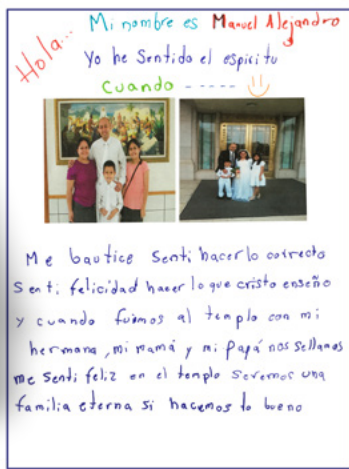 Hola...
Mi nombre es Manuel Alejandro
Yo he Sentido el espiritu
Cuando - - - - -
Me bautice Senti hacerlo correcto
Senti felicidad hacer lo que cristo enseño
y cuando fuimos al templo con mi
hermana, mi mamá y mi papá nos sellamos
me Senti feliz en el templo Seremos una
familia eterna si hacemos lo bueno